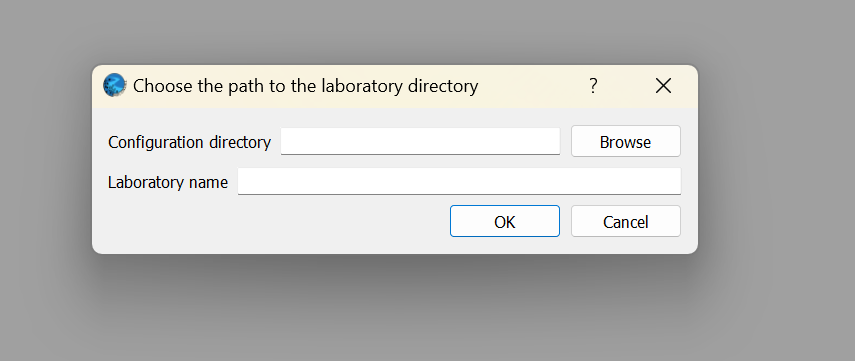 Choose the path to the laboratory directory ?
Configuration directory Browse
Laboratory name
OK Cancel